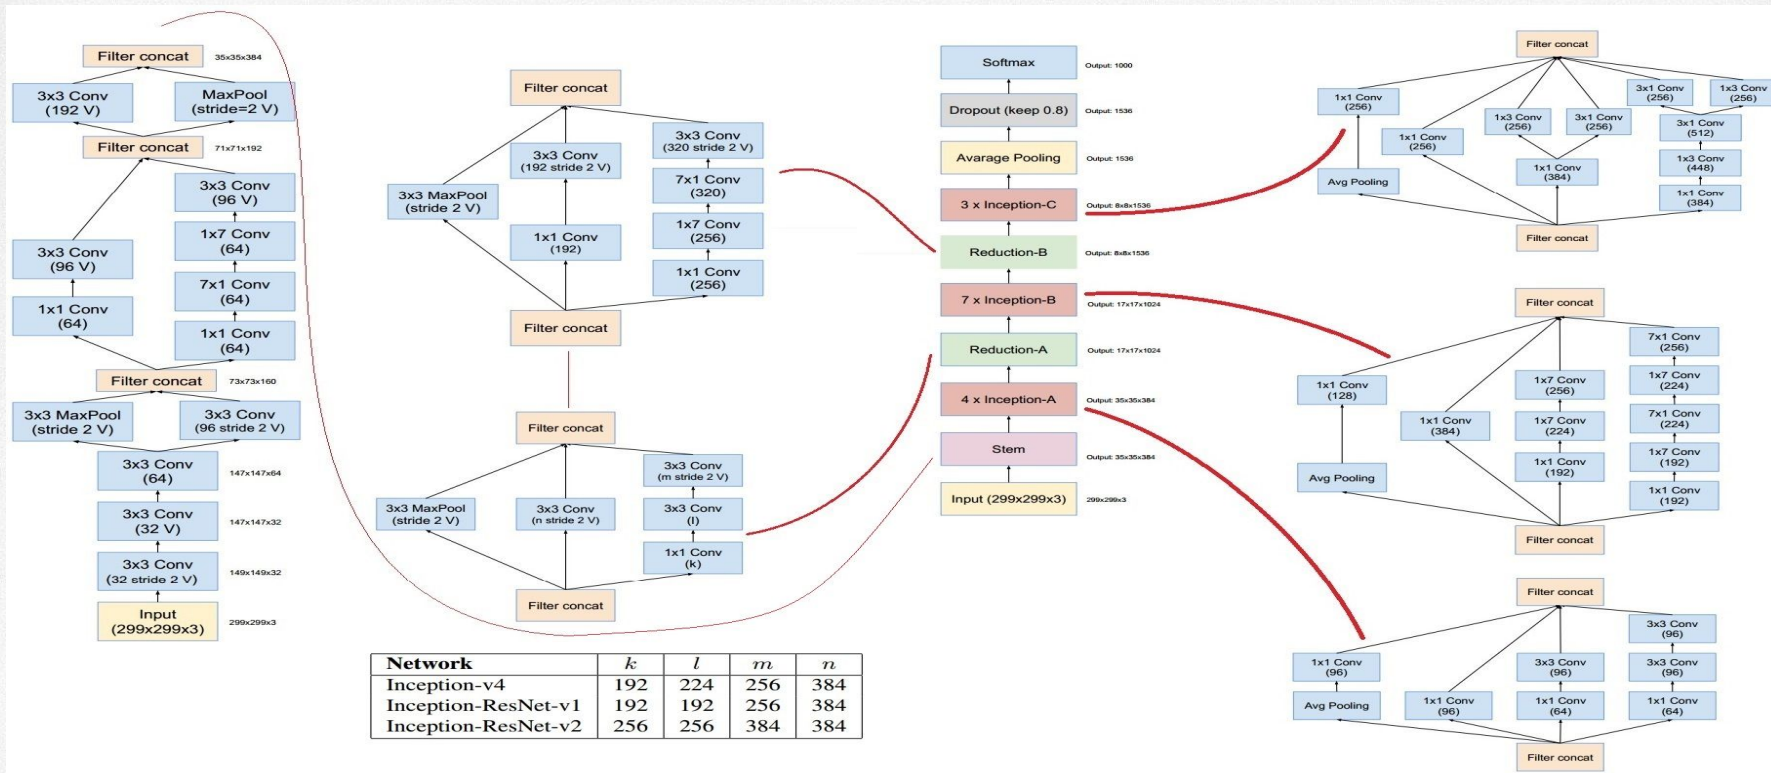 Filter concat
35x35x384
3x3 Conv
(192 V)
MaxPool
(stride=2 V)
Filter concat
71x71x192
3x3 Conv
(96 V)
1x7 Conv
(64)
3x3 Conv
(96 V)
7x1 Conv
(64)
1x1 Conv
(64)
1x1 Conv
(64)
Filter concat
73x73x160
3x3 MaxPool
(stride 2 V)
3x3 Conv
(96 stride 2 V)
3x3 Conv
(64)
147x147x64
3x3 Conv
(32 V)
147x147x32
3x3 Conv
(32 stride 2 V)
149x149x32
Input
(299x299x3)
299x299x3
Filter concat
3x3 Conv
(320 stride 2 V)
3x3 Conv
(192 stride 2 V)
7x1 Conv
(320)
3x3 MaxPool
(stride 2 V)
1x7 Conv
(256)
1x1 Conv
(192)
1x1 Conv
(256)
Filter concat
Filter concat
3x3 Conv
(m stride 2 V)
3x3 MaxPool
(stride 2 V)
3x3 Conv
(n stride 2 V)
3x3 Conv
(l)
1x1 Conv
(k)
Filter concat
Network k l m n
Inception-v4 192 224 256 384
Inception-ResNet-v1 192 192 256 384
Inception-ResNet-v2 256 256 384 384
Softmax
Output: 1000
Dropout (keep 0.8)
Output: 1536
Avarage Pooling
Output: 1536
3 x Inception-C
Output: 8x8x1536
Reduction-B
Output: 8x8x1536
7 x Inception-B
Output: 17x17x1024
Reduction-A
Output: 17x17x1024
4 x Inception-A
Output: 35x35x384
Stem
Output: 35x35x384
Input (299x299x3)
299x299x3
Filter concat
3x1 Conv
(256)
1x3 Conv
(256)
1x1 Conv
(256)
1x3 Conv
(256)
3x1 Conv
(256)
3x1 Conv
(512)
1x1 Conv
(256)
1x3 Conv
(448)
1x1 Conv
(384)
Avg Pooling
1x1 Conv
(384)
Filter concat
Filter concat
7x1 Conv
(256)
1x1 Conv
(128)
1x7 Conv
(256)
1x7 Conv
(224)
1x1 Conv
(384)
1x7 Conv
(224)
7x1 Conv
(224)
Avg Pooling
1x1 Conv
(192)
1x7 Conv
(192)
1x1 Conv
(192)
Filter concat
Filter concat
3x3 Conv
(96)
1x1 Conv
(96)
3x3 Conv
(96)
3x3 Conv
(96)
Avg Pooling
1x1 Conv
(96)
1x1 Conv
(64)
1x1 Conv
(64)
Filter concat